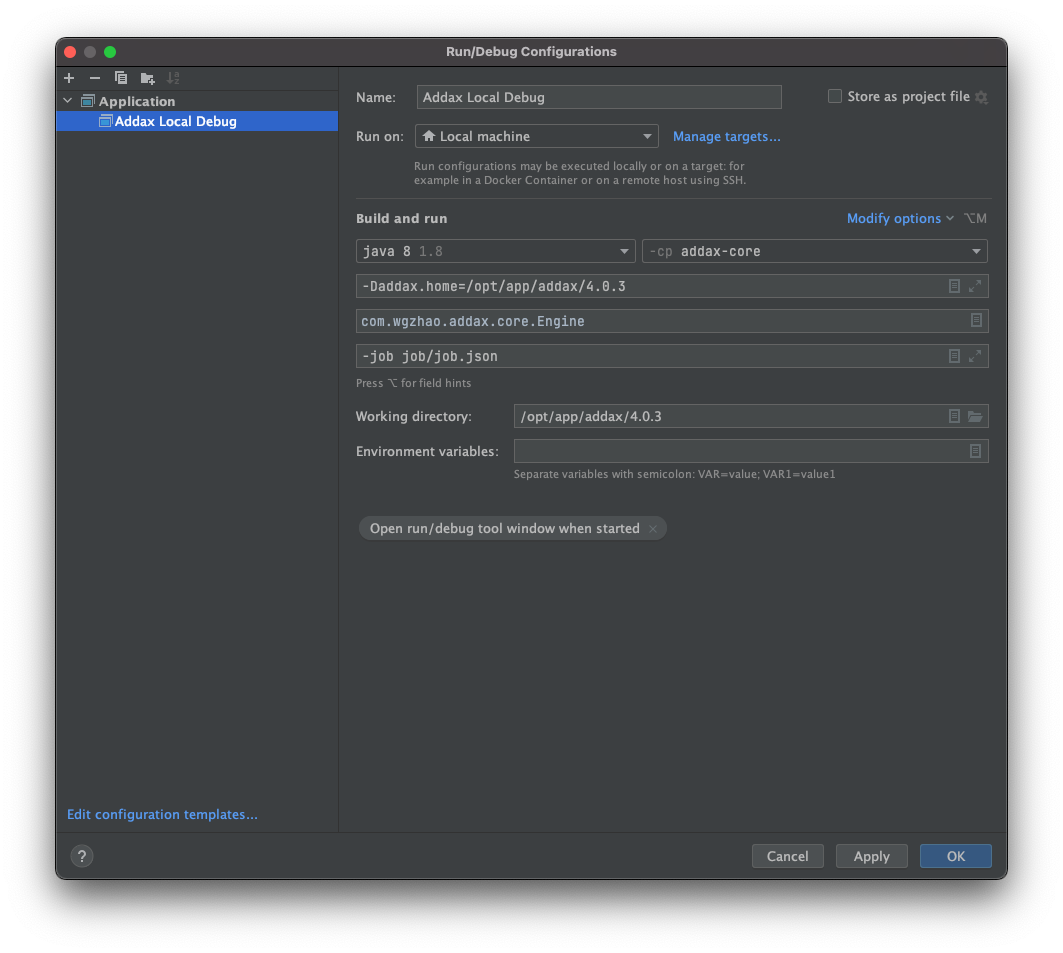 Run/Debug Configurations
Application
Addax Local Debug
Edit configuration templates...
Name: Addax Local Debug Store as project file
Run on: Local machine Manage targets...
Run configurations may be executed locally or on a target: for
example in a Docker Container or on a remote host using SSH.
Build and run Modify options ⌥M
java 8 1.8 -cp addax-core
-Daddax.home=/opt/app/addax/4.0.3
com.wgzhao.addax.core.Engine
-job job/job.json
Press ⌥ for field hints
Working directory: /opt/app/addax/4.0.3
Environment variables:
Separate variables with semicolon: VAR=value; VAR1=value1
Open run/debug tool window when started ×
? Cancel Apply OK